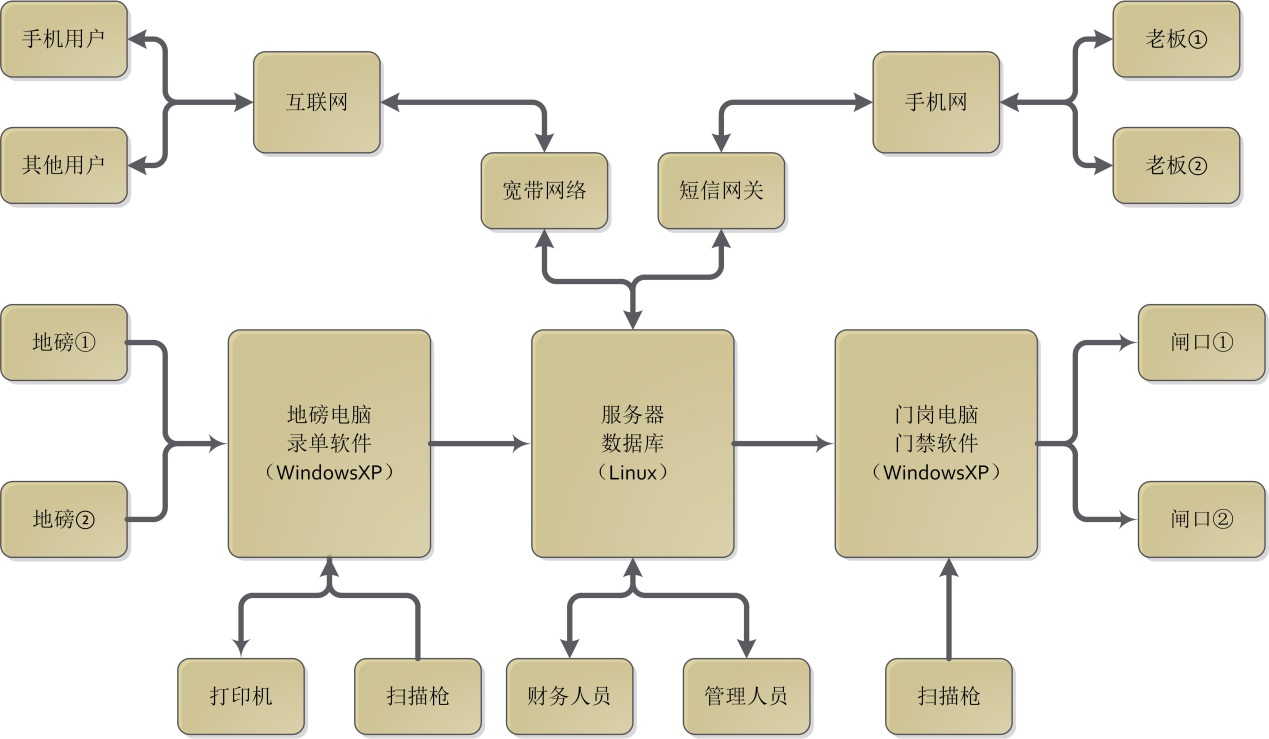 手机用户
老板①
互联网
手机网
其他用户
老板②
宽带网络
短信网关
地磅①
闸口①
地磅电脑
录单软件
（WindowsXP）
服务器
数据库
（Linux）
门岗电脑
门禁软件
（WindowsXP）
地磅②
闸口②
打印机
扫描枪
财务人员
管理人员
扫描枪